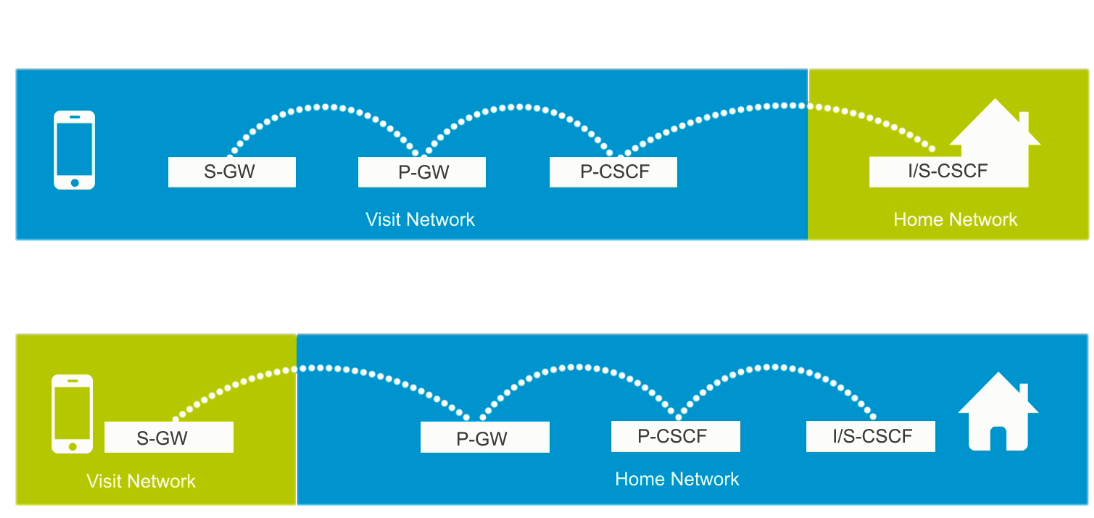 S-GW
P-GW
P-CSCF
I/S-CSCF
Visit Network
Home Network
S-GW
P-GW
P-CSCF
I/S-CSCF
Visit Network
Home Network